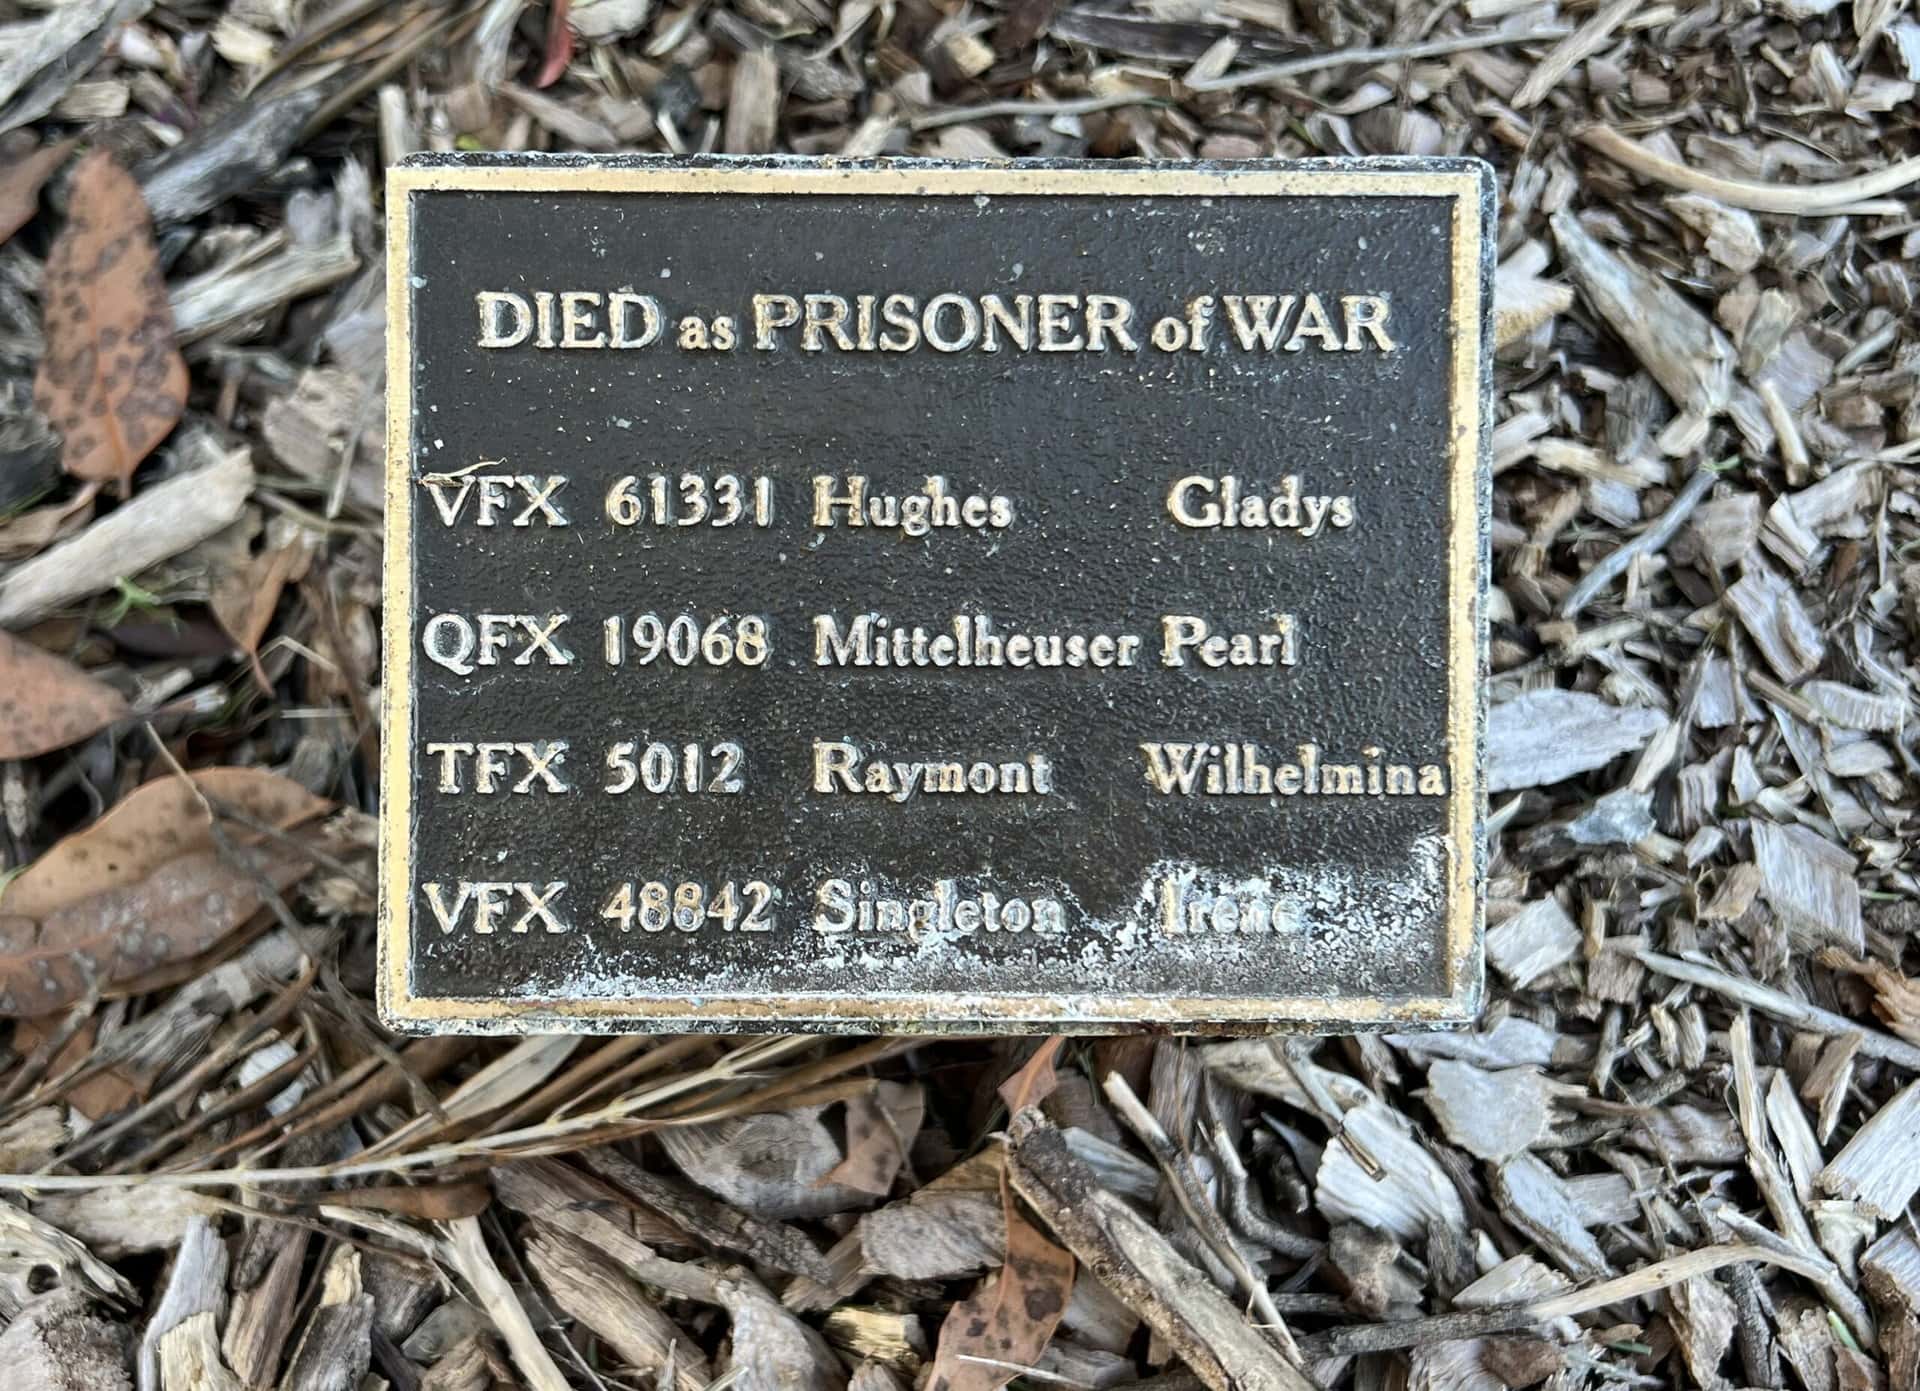 DIED as PRISONER of WAR
VFX 61331 Hughes Gladys
QFX 19068 Mittelheuser Pearl
TFX 5012 Raymont Wilhelmina
VFX 48842 Singleton Irene